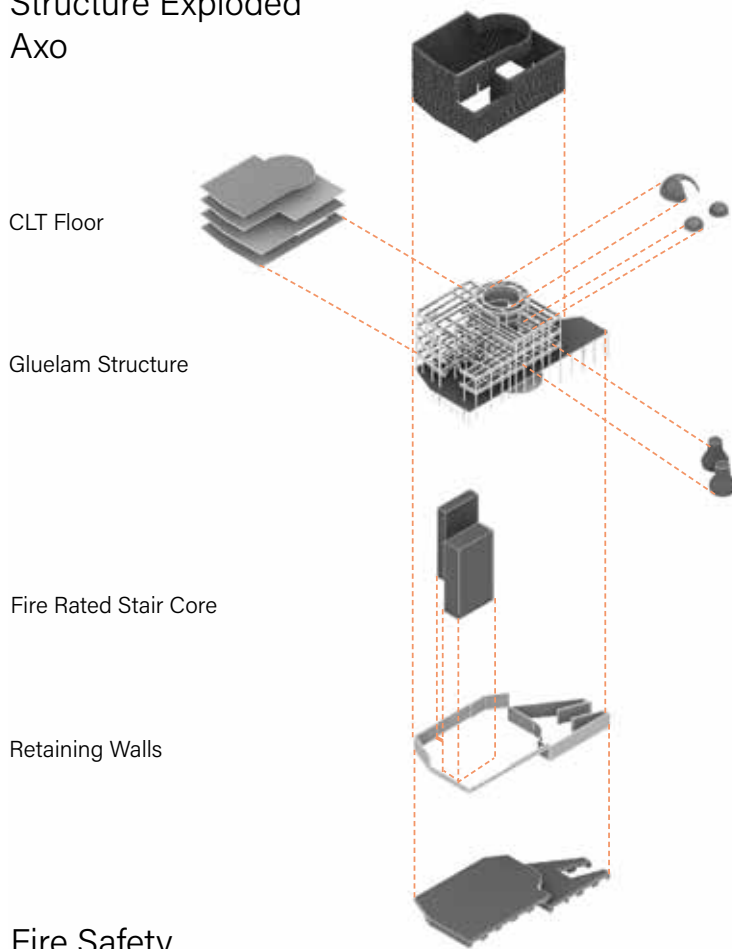 Structure Exploded
Axo
CLT Floor
Gluelam Structure
Fire Rated Stair Core
Retaining Walls
Fire Safety